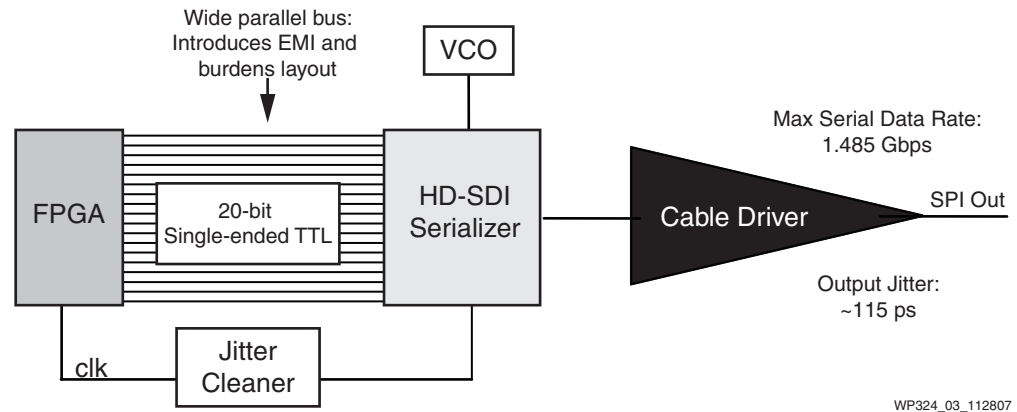 Wide parallel bus:
Introduces EMI and
burdens layout
VCO
Max Serial Data Rate:
1.485 Gbps
FPGA
20-bit
Single-ended TTL
HD-SDI
Serializer
Cable Driver
SPI Out
Output Jitter:
~115 ps
clk
Jitter
Cleaner
WP324_03_112807